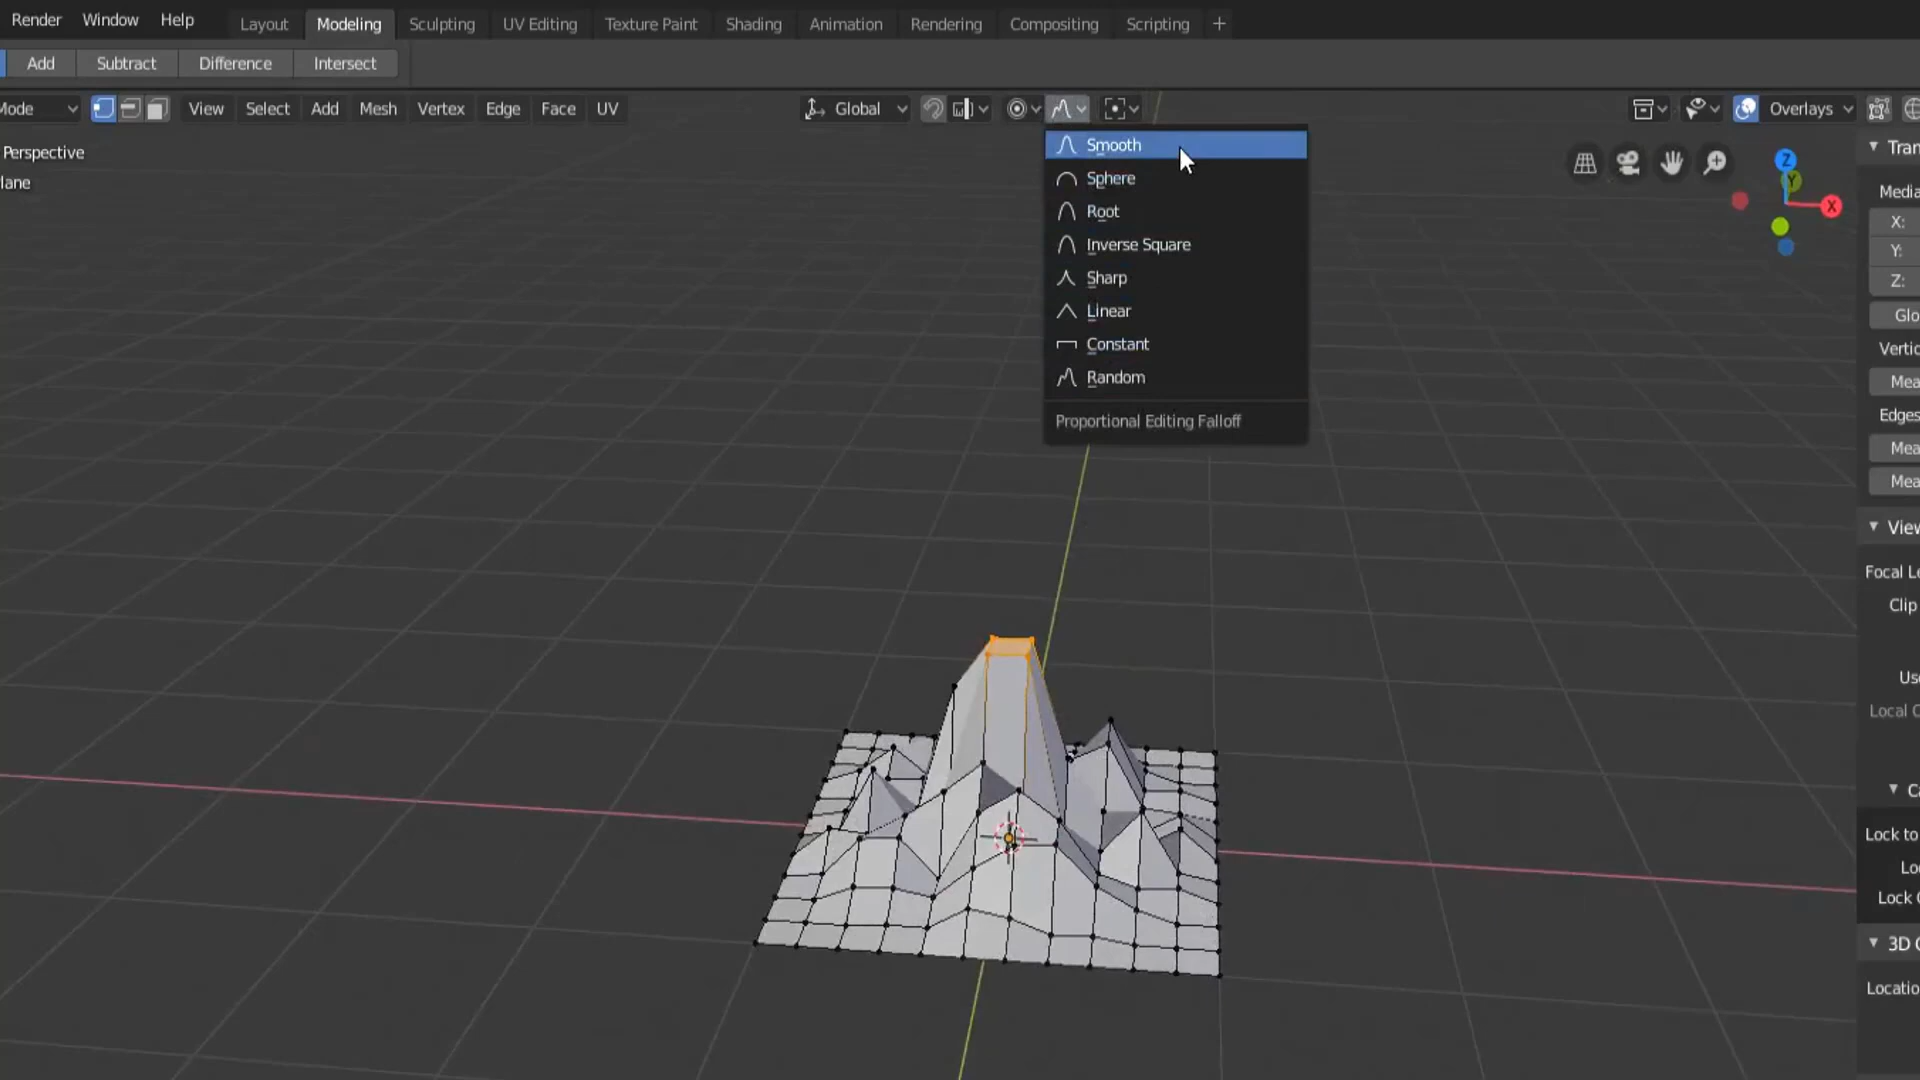 Render Window Help Layout Modeling Sculpting UV Editing Texture Paint Shading Animation Rendering Compositing Scripting +
Add Subtract Difference Intersect
Mode View Select Add Mesh Vertex Edge Face UV Global Overlays
Perspective
lane
Smooth
Sphere
Root
Inverse Square
Sharp
Linear
Constant
Random
Proportional Editing Falloff
Z
Y
X
Tran
Media
X:
Y:
Z:
Glo
Vertic
Mea
Edges
Mea
Mea
View
Focal Le
Clip
Us
Local C
Ca
Lock to
Lo
Lock C
3D C
Locatio